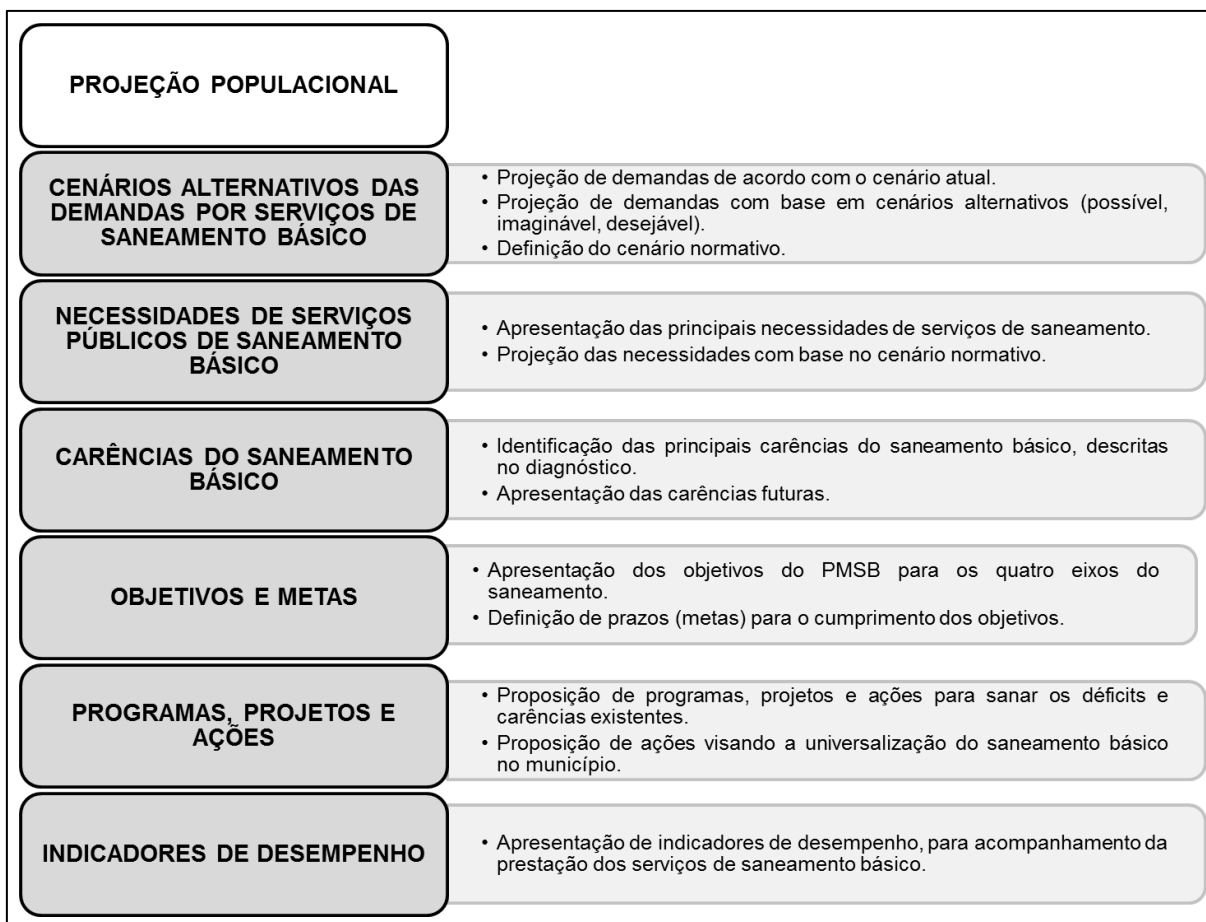 PROJEÇÃO POPULACIONAL
CENÁRIOS ALTERNATIVOS DAS
DEMANDAS POR SERVIÇOS DE
SANEAMENTO BÁSICO
• Projeção de demandas de acordo com o cenário atual.
• Projeção de demandas com base em cenários alternativos (possível,
imaginável, desejável).
• Definição do cenário normativo.
NECESSIDADES DE SERVIÇOS
PÚBLICOS DE SANEAMENTO
BÁSICO
• Apresentação das principais necessidades de serviços de saneamento.
• Projeção das necessidades com base no cenário normativo.
CARÊNCIAS DO SANEAMENTO
BÁSICO
• Identificação das principais carências do saneamento básico, descritas
no diagnóstico.
• Apresentação das carências futuras.
OBJETIVOS E METAS
• Apresentação dos objetivos do PMSB para os quatro eixos do
saneamento.
• Definição de prazos (metas) para o cumprimento dos objetivos.
PROGRAMAS, PROJETOS E
AÇÕES
• Proposição de programas, projetos e ações para sanar os déficits e
carências existentes.
• Proposição de ações visando a universalização do saneamento básico
no município.
INDICADORES DE DESEMPENHO
• Apresentação de indicadores de desempenho, para acompanhamento da
prestação dos serviços de saneamento básico.